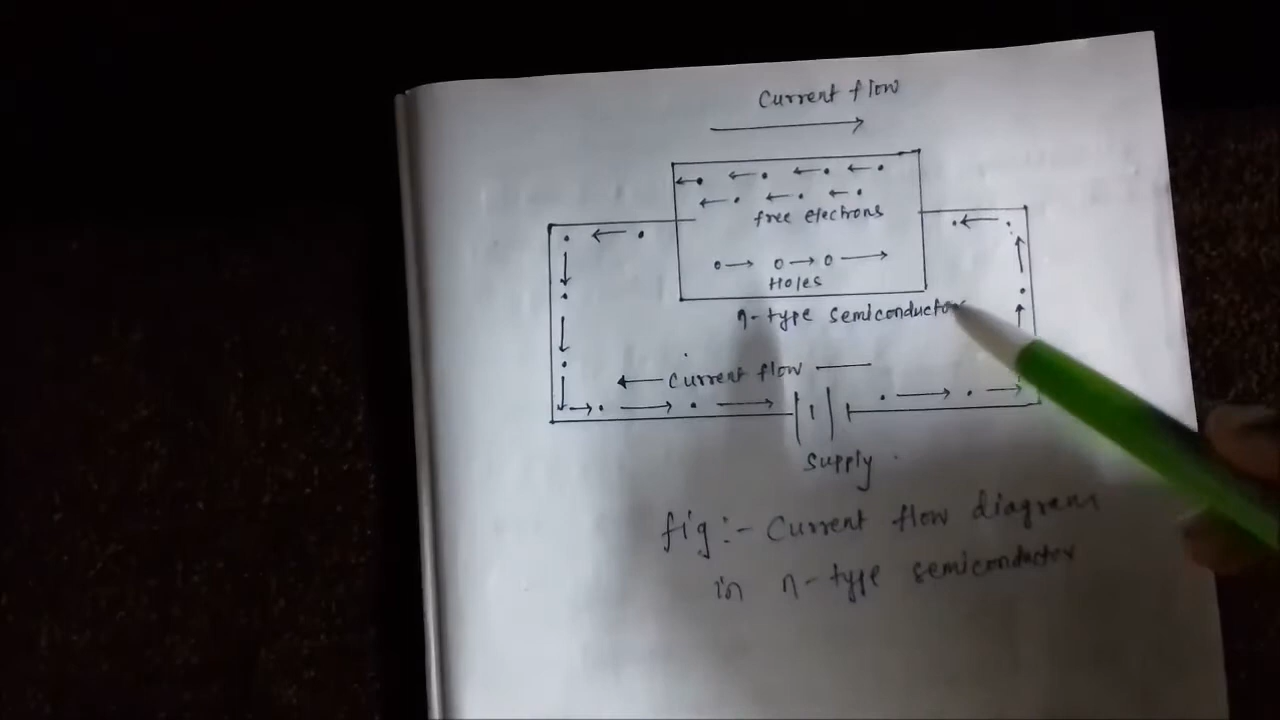 Current flow
free electrons
Holes
n-type semiconductor
Current flow
Supply
fig:- Current flow diagram
in n-type semiconductor